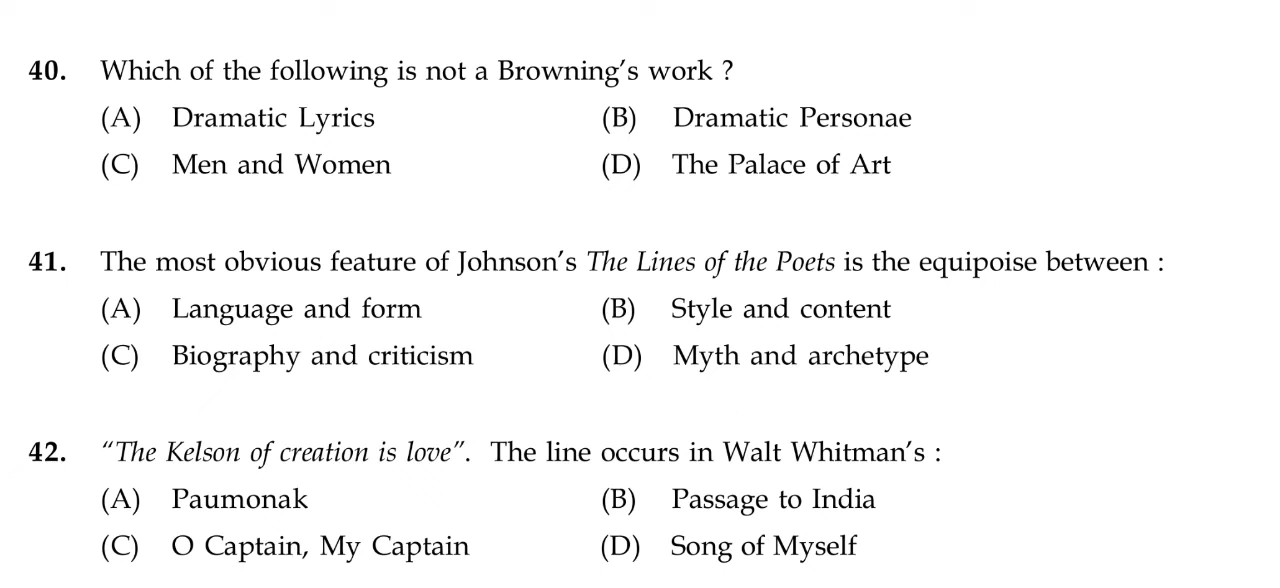 40. Which of the following is not a Browning's work ?
(A) Dramatic Lyrics (B) Dramatic Personae
(C) Men and Women (D) The Palace of Art
41. The most obvious feature of Johnson's The Lines of the Poets is the equipoise between :
(A) Language and form (B) Style and content
(C) Biography and criticism (D) Myth and archetype
42. “The Kelson of creation is love”. The line occurs in Walt Whitman's :
(A) Paumonak (B) Passage to India
(C) O Captain, My Captain (D) Song of Myself